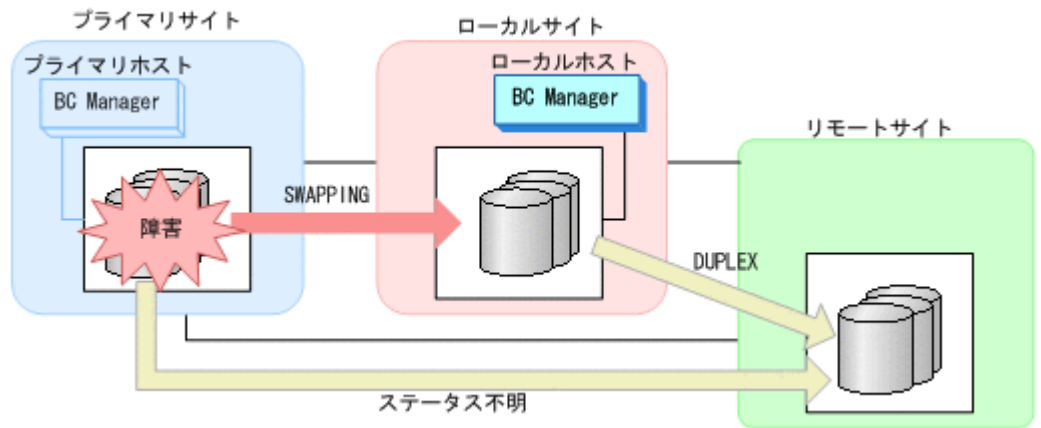 プライマリサイト
ローカルサイト
プライマリホスト
ローカルホスト
BC Manager
BC Manager
リモートサイト
SWAPPING
障害
DUPLEX
ステータス不明